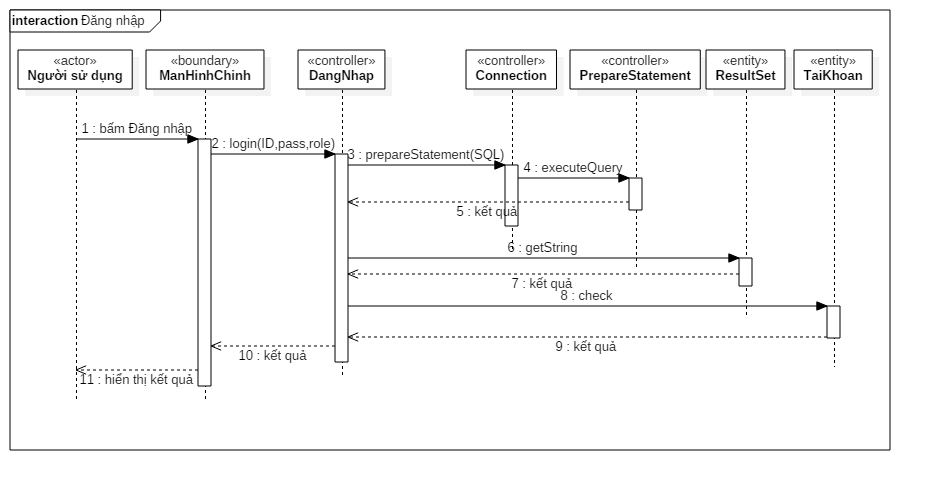 interaction Đăng nhập
«actor»
Người sử dụng
«boundary»
ManHinhChinh
«controller»
DangNhap
«controller»
Connection
«controller»
PrepareStatement
«entity»
ResultSet
«entity»
TaiKhoan
1 : bấm Đăng nhập
2 : login(ID,pass,role)
3 : prepareStatement(SQL)
4 : executeQuery
5 : kết quả
6 : getString
7 : kết quả
8 : check
9 : kết quả
10 : kết quả
11 : hiển thị kết quả